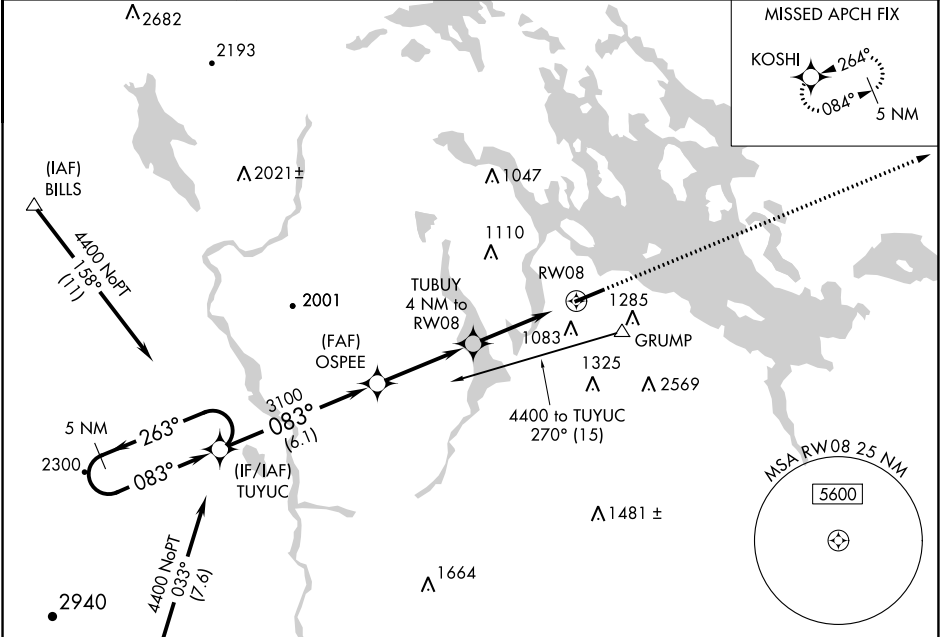 2682
2193
MISSED APCH FIX
KOSHI
264°
084°
5 NM
(IAF)
BILLS
2021±
1047
4400 NoPT
158°
(11)
1110
TUBUY
4 NM to
RW08
RW08
2001
1285
(FAF)
OSPEE
1083
GRUMP
1325
2569
3100
083°
(6.1)
4400 to TUYUC
270° (15)
5 NM
263°
2300
083°
(IF/IAF)
TUYUC
MSA RW08 25 NM
5600
1481 ±
4400 NoPT
033°
(7.6)
1664
2940